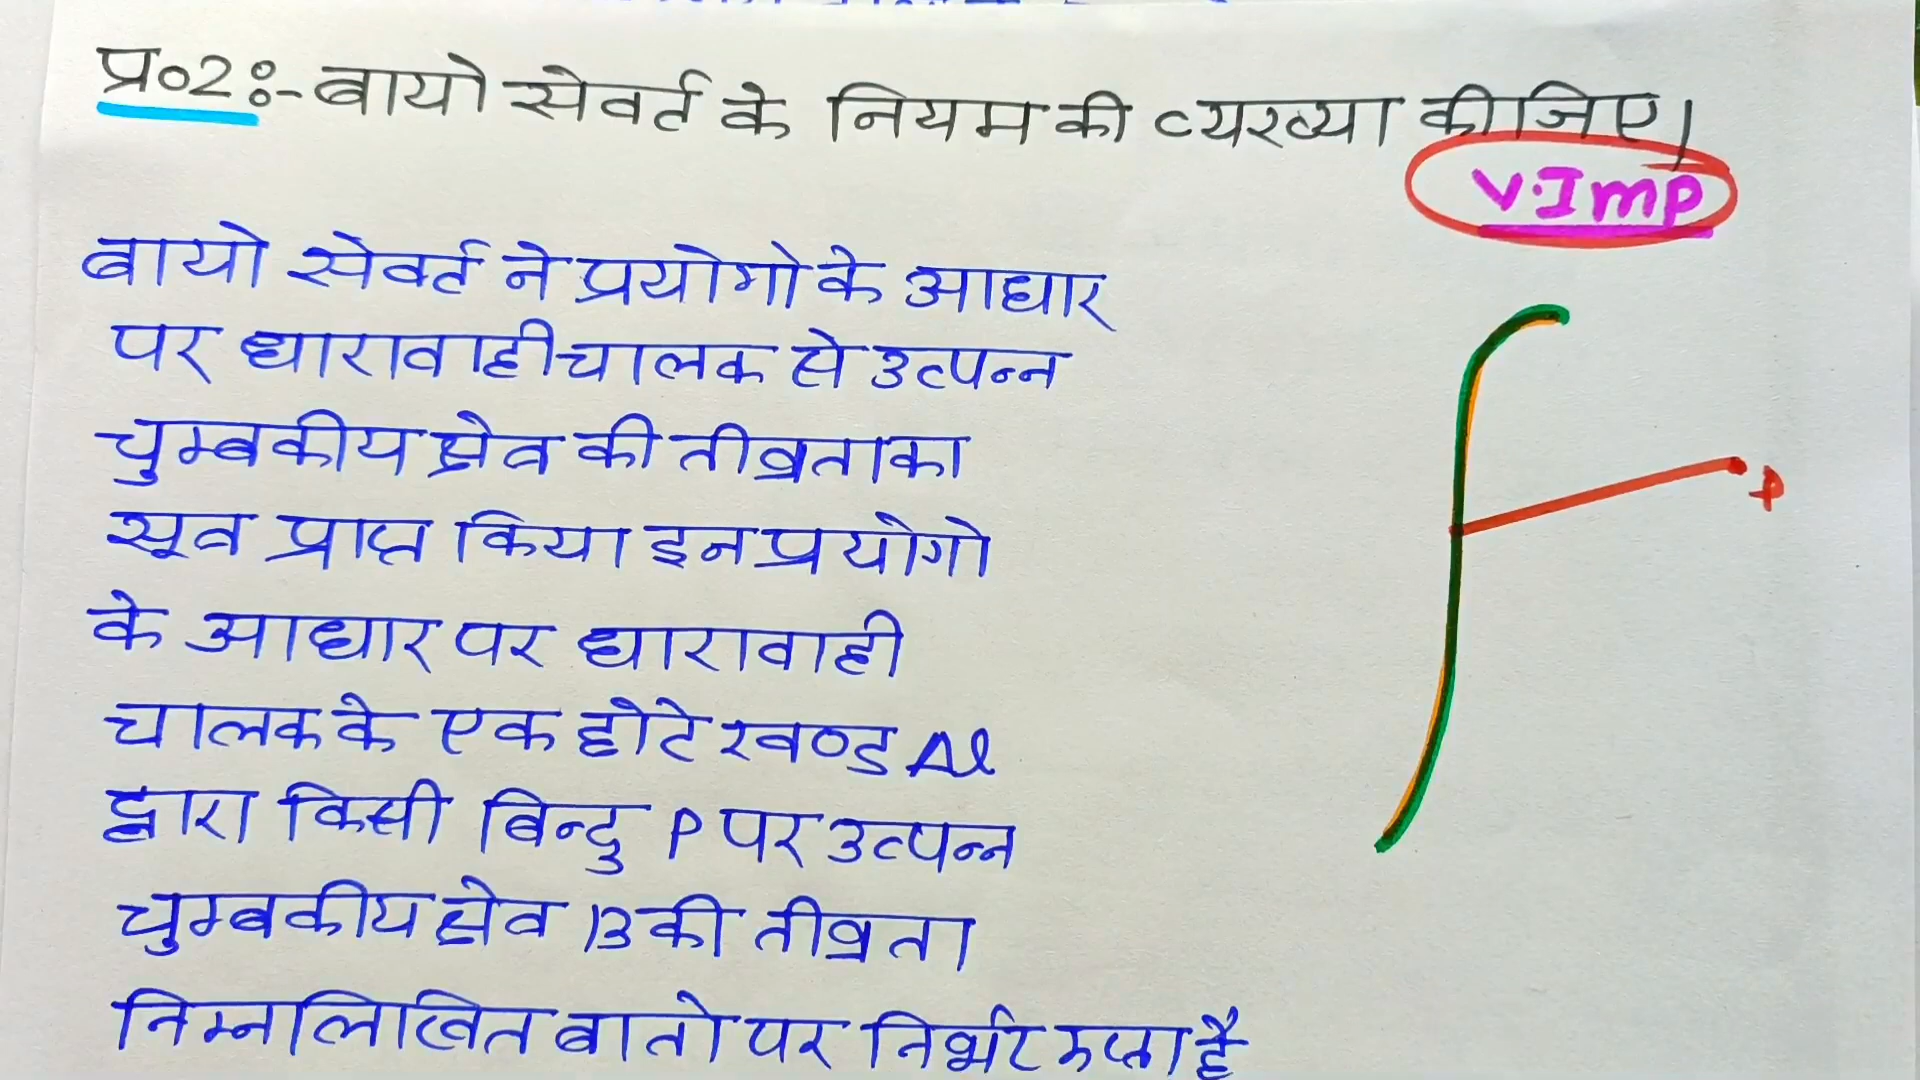 प्र०2:- बायो सेवर्ट के नियम की व्यख्या कीजिए।
V.Imp
बायो सेवर्ट ने प्रयोगो के आधार
पर धारावाही चालक से उत्पन्न
चुम्बकीय क्षेत्र की तीव्रता का
सूत्र प्राप्त किया इन प्रयोगो
के आधार पर धारावाही
चालक के एक छोटे खण्ड Δl
द्वारा किसी बिन्दु P पर उत्पन्न
चुम्बकीय क्षेत्र B की तीव्रता
निम्नलिखित बातो पर निर्भर करता है
P